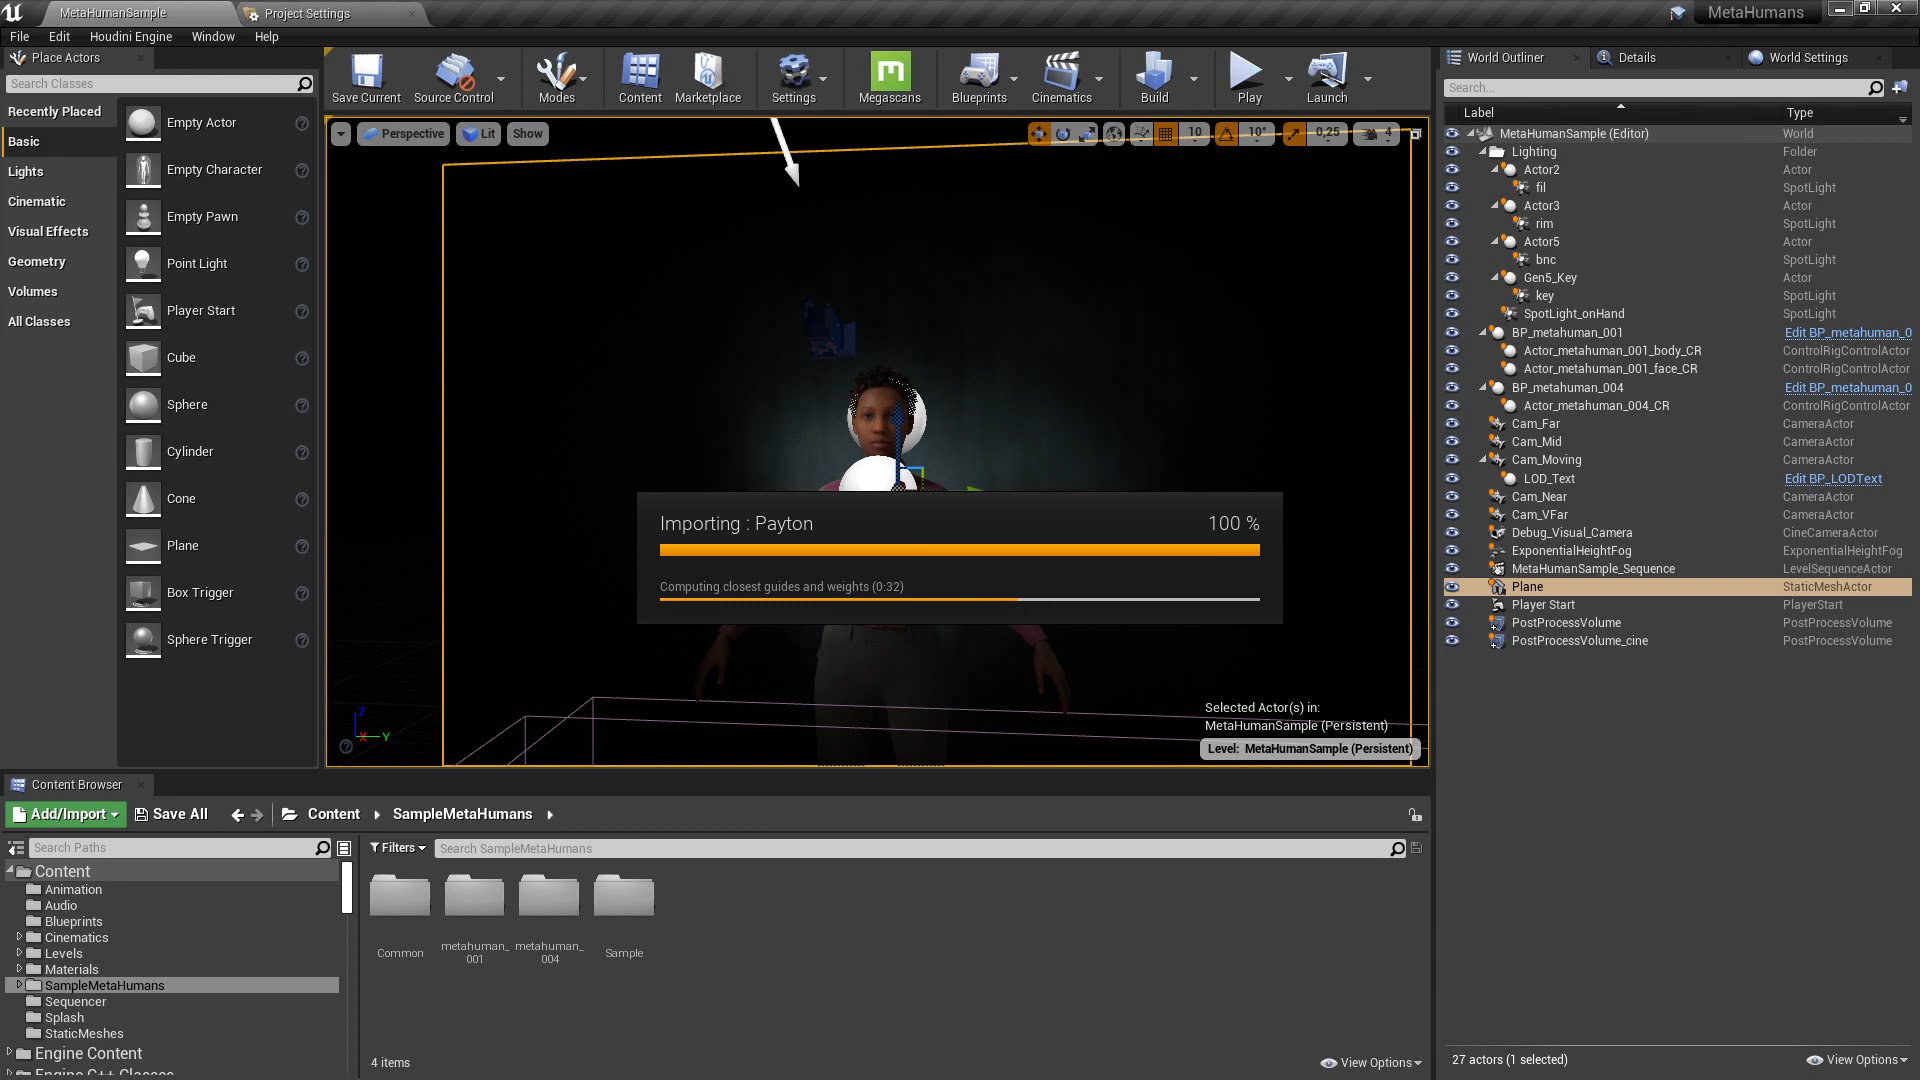 MetaHumanSample
Project Settings
MetaHumans
File Edit Houdini Engine Window Help
Place Actors
Search Classes
Recently Placed
Basic
Lights
Cinematic
Visual Effects
Geometry
Volumes
All Classes
Empty Actor
Empty Character
Empty Pawn
Point Light
Player Start
Cube
Sphere
Cylinder
Cone
Plane
Box Trigger
Sphere Trigger
Save Current Source Control Modes Content Marketplace Settings Megascans Blueprints Cinematics Build Play Launch
Perspective Lit Show
10 10° 0,25 4
Importing : Payton 100 %
Computing closest guides and weights (0:32)
Z
X Y
Selected Actor(s) in:
MetaHumanSample (Persistent)
Level: MetaHumanSample (Persistent)
World Outliner Details World Settings
Search...
Label Type
MetaHumanSample (Editor) World
Lighting Folder
Actor2 Actor
fil SpotLight
Actor3 Actor
rim SpotLight
Actor5 Actor
bnc SpotLight
Gen5_Key Actor
key SpotLight
SpotLight_onHand SpotLight
BP_metahuman_001 Edit BP_metahuman_0
Actor_metahuman_001_body_CR ControlRigControlActor
Actor_metahuman_001_face_CR ControlRigControlActor
BP_metahuman_004 Edit BP_metahuman_0
Actor_metahuman_004_CR ControlRigControlActor
Cam_Far CameraActor
Cam_Mid CameraActor
Cam_Moving CameraActor
LOD_Text Edit BP_LODText
Cam_Near CameraActor
Cam_VFar CameraActor
Debug_Visual_Camera CineCameraActor
ExponentialHeightFog ExponentialHeightFog
MetaHumanSample_Sequence LevelSequenceActor
Plane StaticMeshActor
Player Start PlayerStart
PostProcessVolume PostProcessVolume
PostProcessVolume_cine PostProcessVolume
27 actors (1 selected) View Options
Content Browser
Add/Import Save All Content SampleMetaHumans
Search Paths
Filters Search SampleMetaHumans
Content
Animation
Audio
Blueprints
Cinematics
Levels
Materials
SampleMetaHumans
Sequencer
Splash
StaticMeshes
Engine Content
Engine C++ Classes
Common
metahuman_
001
metahuman_
004
Sample
4 items View Options